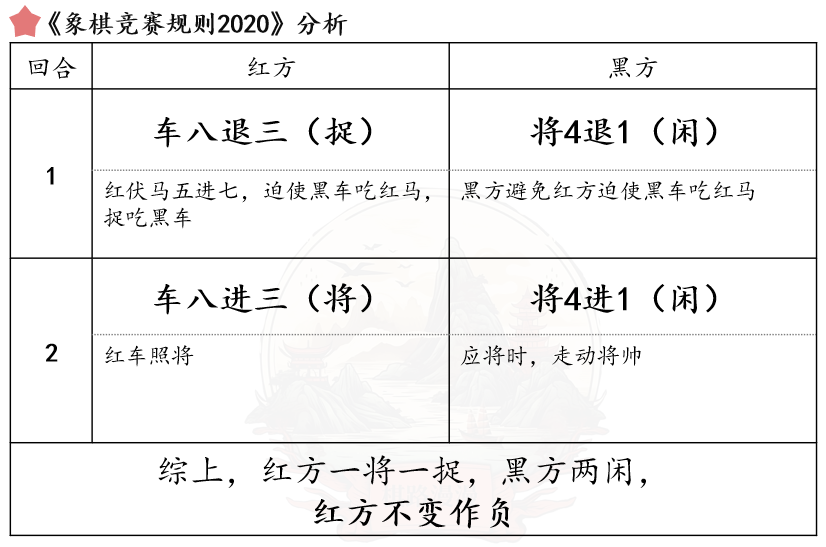 《象棋竞赛规则2020》分析
回合 红方 黑方
1
车八退三（捉） 将4退1（闲）
红伏马五进七，迫使黑车吃红马，
捉吃黑车
黑方避免红方迫使黑车吃红马
2
车八进三（将） 将4进1（闲）
红车照将 应将时，走动将帅
综上，红方一将一捉，黑方两闲，
红方不变作负